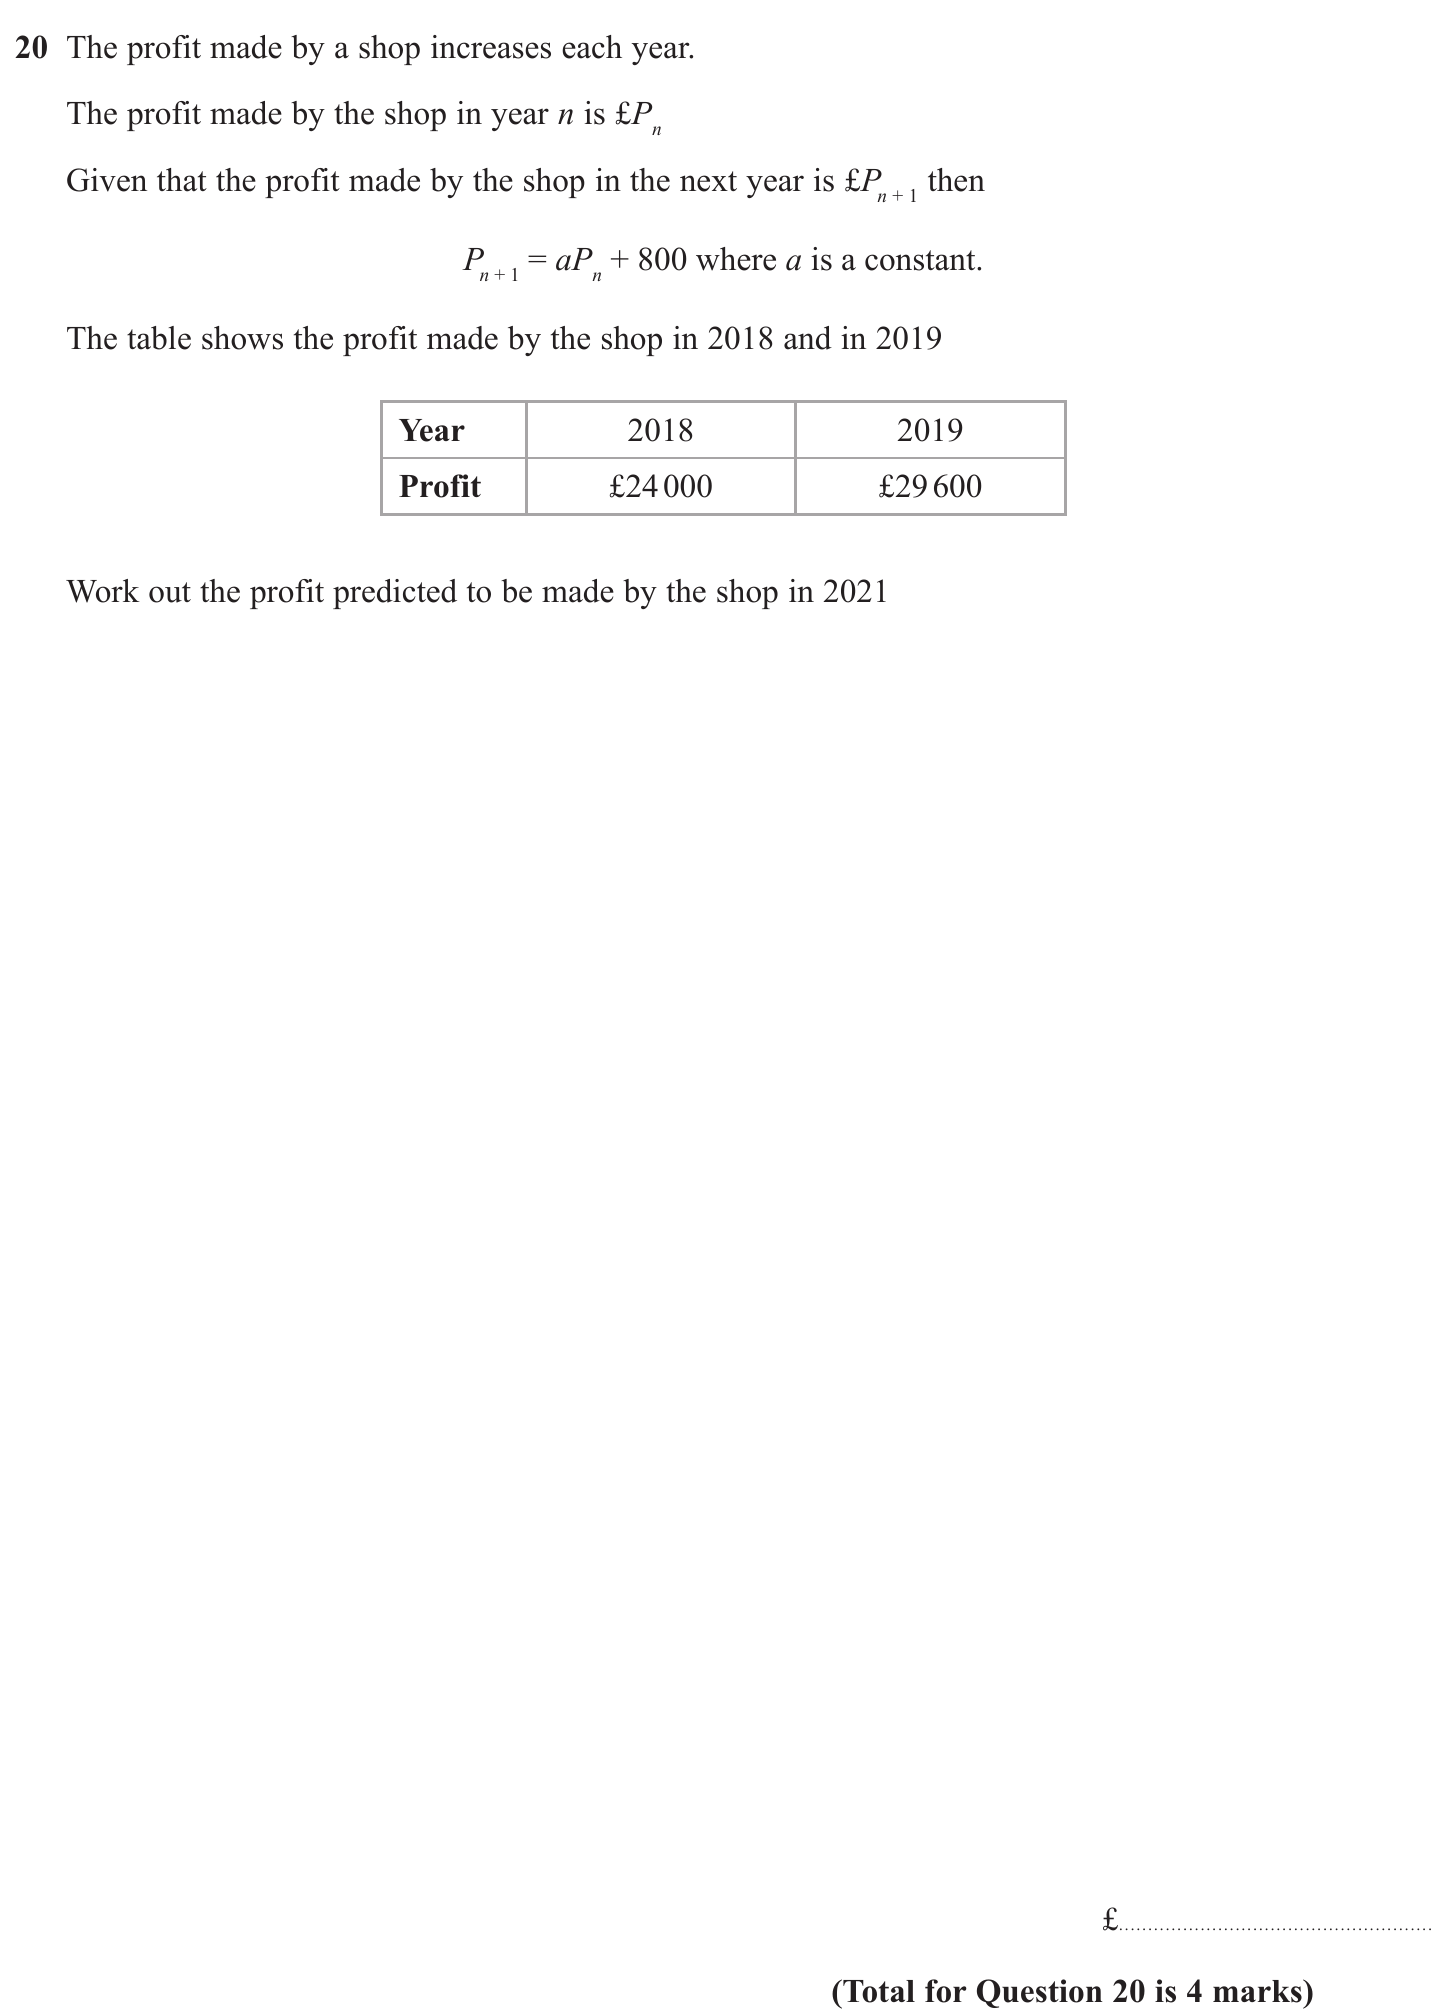 20 The profit made by a shop increases each year.
The profit made by the shop in year n is £Pₙ
Given that the profit made by the shop in the next year is £Pₙ₊₁ then
Pₙ₊₁ = aPₙ + 800 where a is a constant.
The table shows the profit made by the shop in 2018 and in 2019
Year 2018 2019
Profit £24 000 £29 600
Work out the profit predicted to be made by the shop in 2021
£......................................................
(Total for Question 20 is 4 marks)